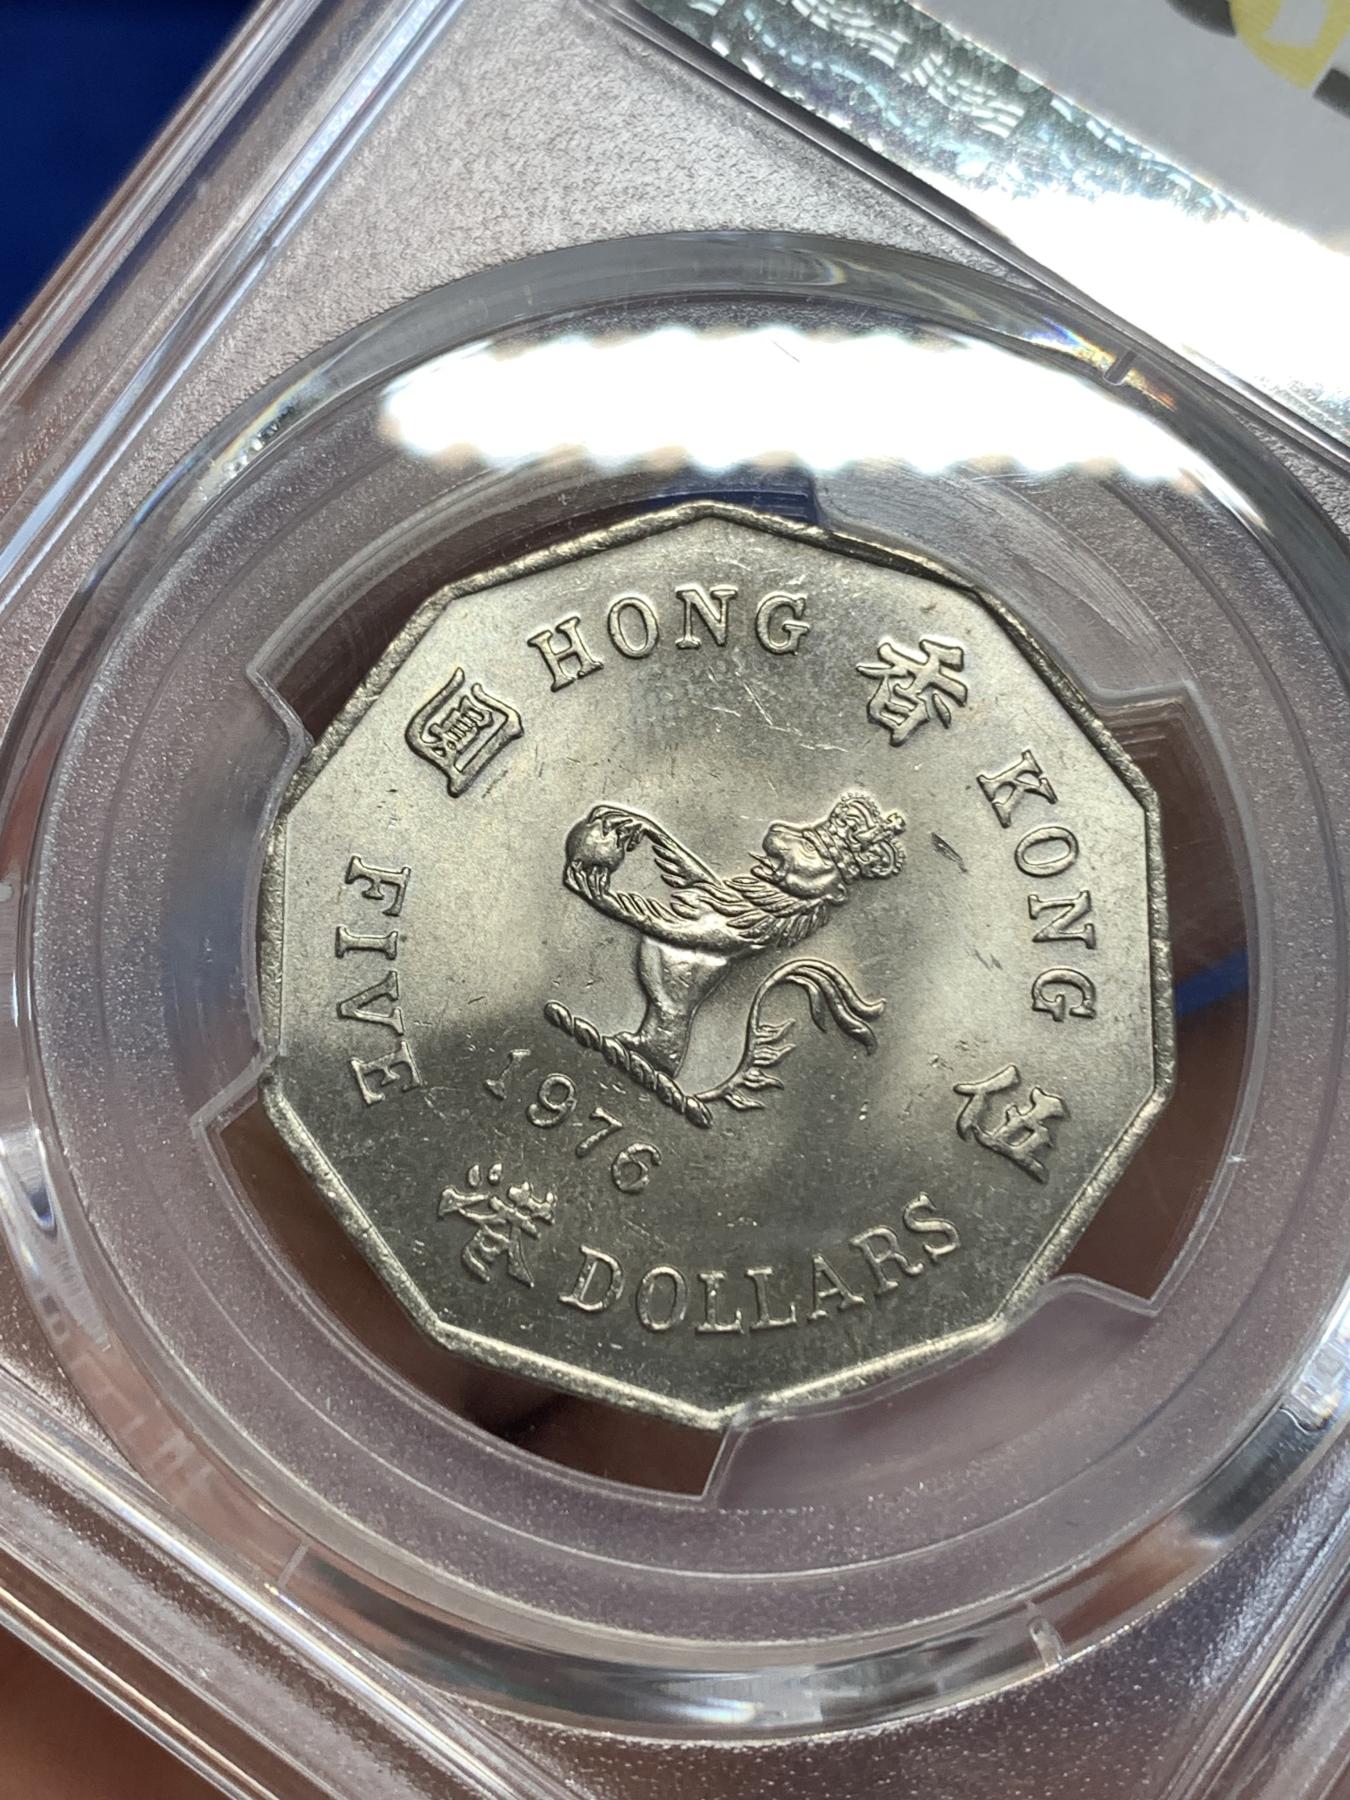 HONG KONG
香港
伍圓
FIVE DOLLARS
1976